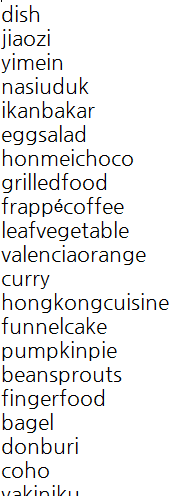 dish
jiaozi
yimein
nasiuduk
ikanbakar
eggsalad
honmeichoco
grilledfood
frappécoffee
leafvegetable
valenciaorange
curry
hongkongcuisine
funnelcake
pumpkinpie
beansprouts
fingerfood
bagel
donburi
coho
yakiniku